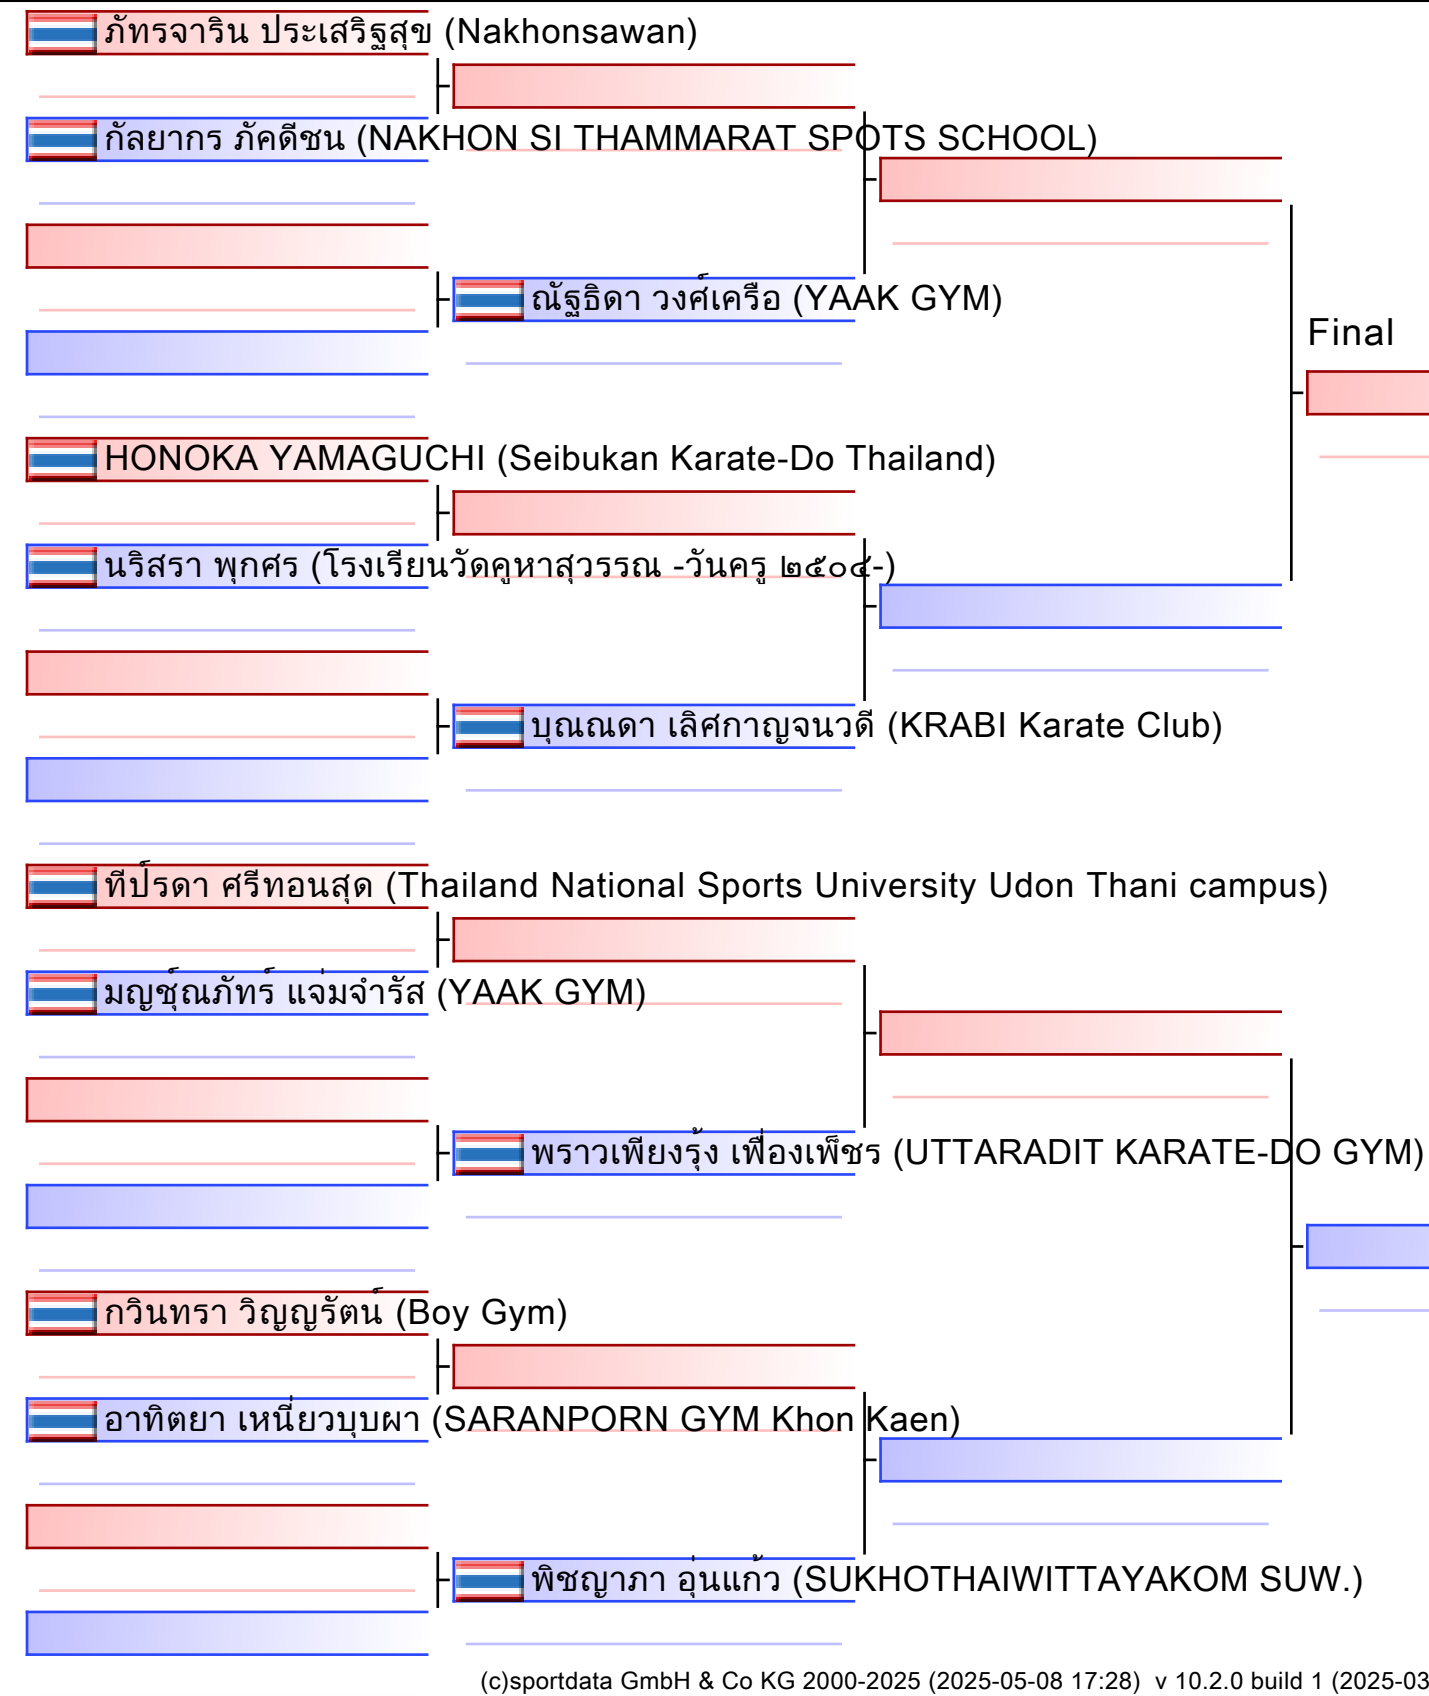 ภัทรจาริน ประเสริฐสุข (Nakhonsawan)
กัลยากร ภัคดีชน (NAKHON SI THAMMARAT SPOTS SCHOOL)
ณัฐธิดา วงศ์เครือ (YAAK GYM)
Final
HONOKA YAMAGUCHI (Seibukan Karate-Do Thailand)
นริสรา พุกศร (โรงเรียนวัดคูหาสุวรรณ -วันครู ๒๕๐๔-)
บุณณดา เลิศกาญจนวดี (KRABI Karate Club)
ทีป์รดา ศรีทอนสุด (Thailand National Sports University Udon Thani campus)
มญชุ์ณภัทร์ แจ่มจำรัส (YAAK GYM)
พราวเพียงรุ้ง เฟื่องเพ็ชร (UTTARADIT KARATE-DO GYM)
กวินทรา วิญญรัตน์ (Boy Gym)
อาทิตยา เหนี่ยวบุบผา (SARANPORN GYM Khon Kaen)
พิชญาภา อุ่นแก้ว (SUKHOTHAIWITTAYAKOM SUW.)
(c)sportdata GmbH & Co KG 2000-2025 (2025-05-08 17:28) v 10.2.0 build 1 (2025-03